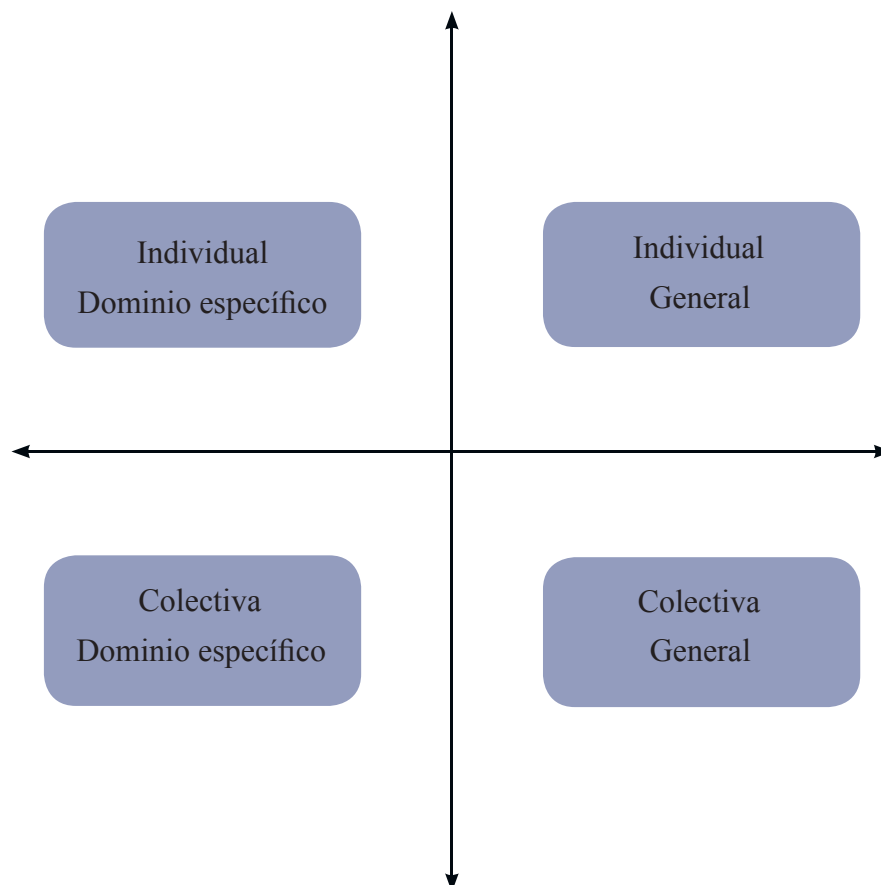 Individual
Dominio específico
Individual
General
Colectiva
Dominio específico
Colectiva
General